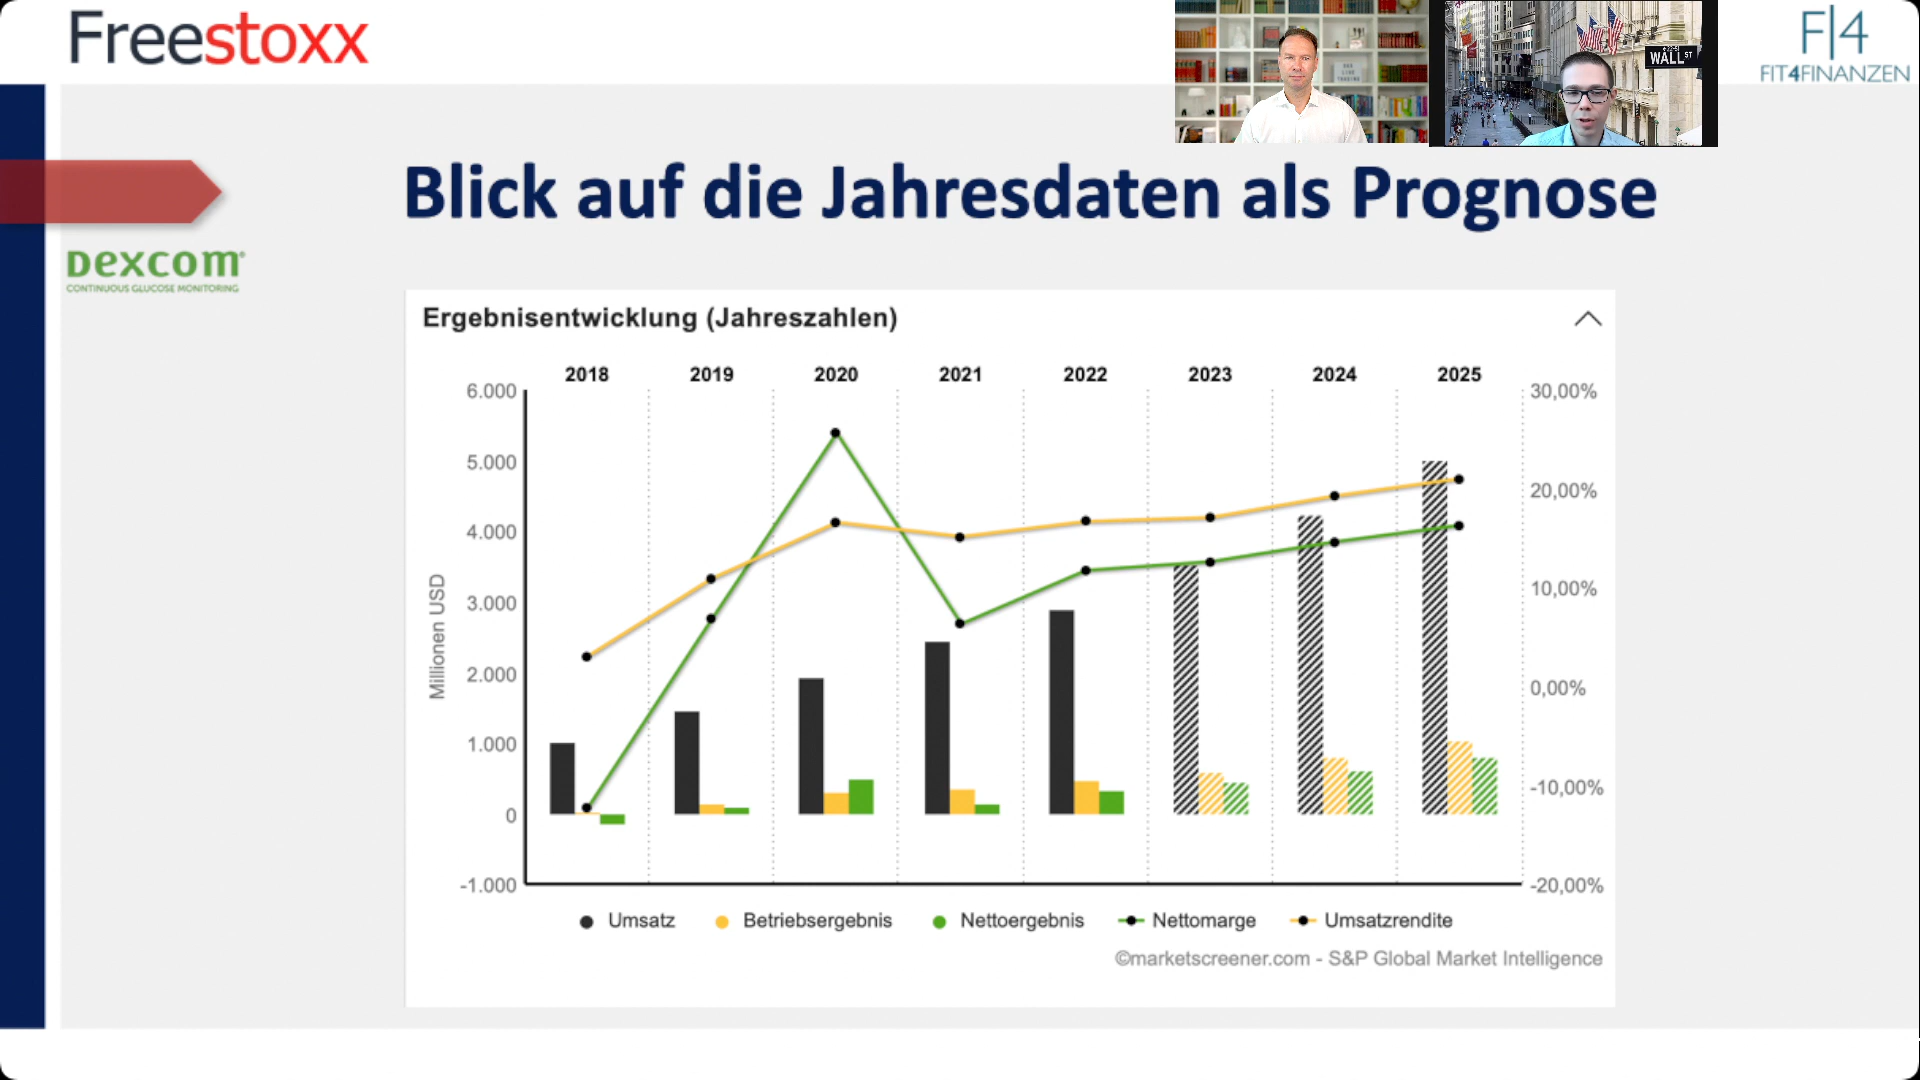 Freestoxx
WALL ST
F|4
FIT4FINANZEN
Blick auf die Jahresdaten als Prognose
Dexcom®
CONTINUOUS GLUCOSE MONITORING
Ergebnisentwicklung (Jahreszahlen)
2018 2019 2020 2021 2022 2023 2024 2025
6.000 30,00%
5.000
20,00%
4.000
3.000 10,00%
Millionen USD
2.000
0,00%
1.000
-10,00%
0
-1.000 -20,00%
Umsatz Betriebsergebnis Nettoergebnis Nettomarge Umsatzrendite
©marketscreener.com - S&P Global Market Intelligence